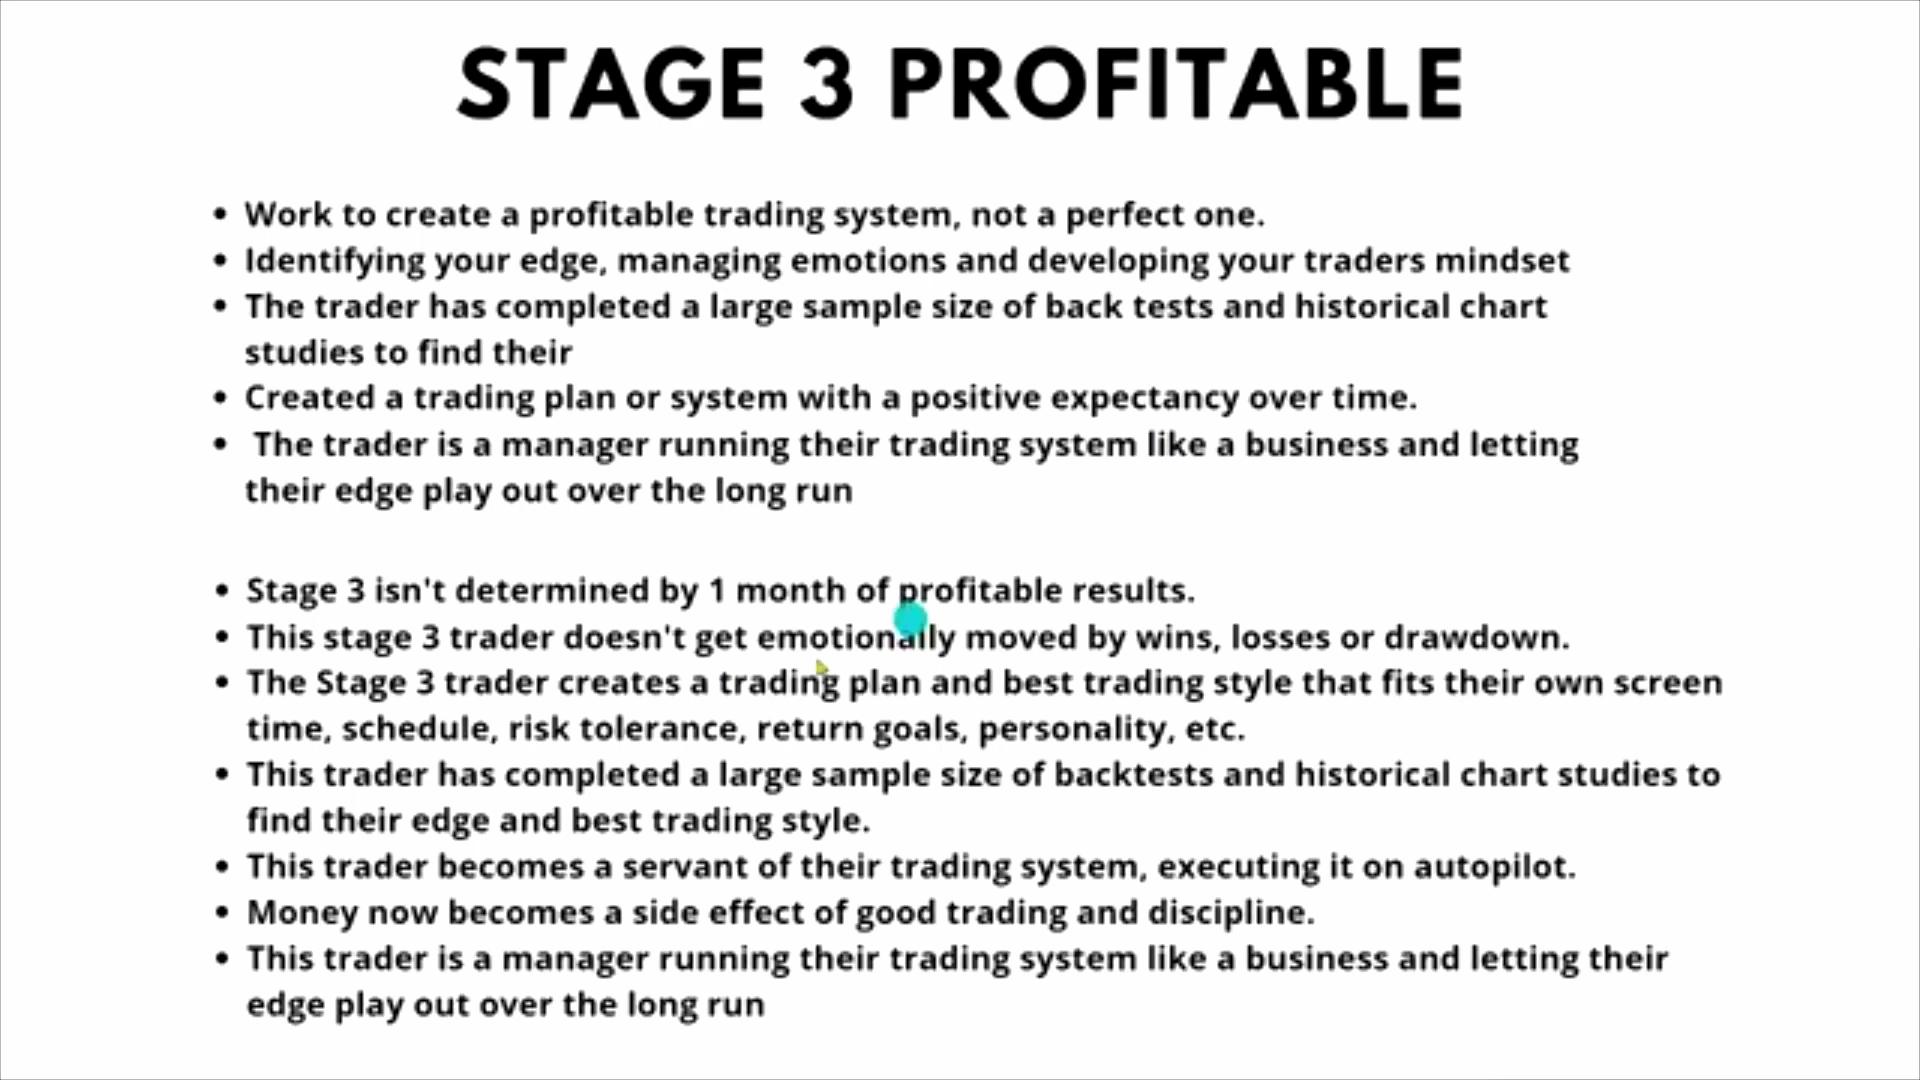 STAGE 3 PROFITABLE
• Work to create a profitable trading system, not a perfect one.
• Identifying your edge, managing emotions and developing your traders mindset
• The trader has completed a large sample size of back tests and historical chart
studies to find their
• Created a trading plan or system with a positive expectancy over time.
• The trader is a manager running their trading system like a business and letting
their edge play out over the long run
• Stage 3 isn't determined by 1 month of profitable results.
• This stage 3 trader doesn't get emotionally moved by wins, losses or drawdown.
• The Stage 3 trader creates a trading plan and best trading style that fits their own screen
time, schedule, risk tolerance, return goals, personality, etc.
• This trader has completed a large sample size of backtests and historical chart studies to
find their edge and best trading style.
• This trader becomes a servant of their trading system, executing it on autopilot.
• Money now becomes a side effect of good trading and discipline.
• This trader is a manager running their trading system like a business and letting their
edge play out over the long run